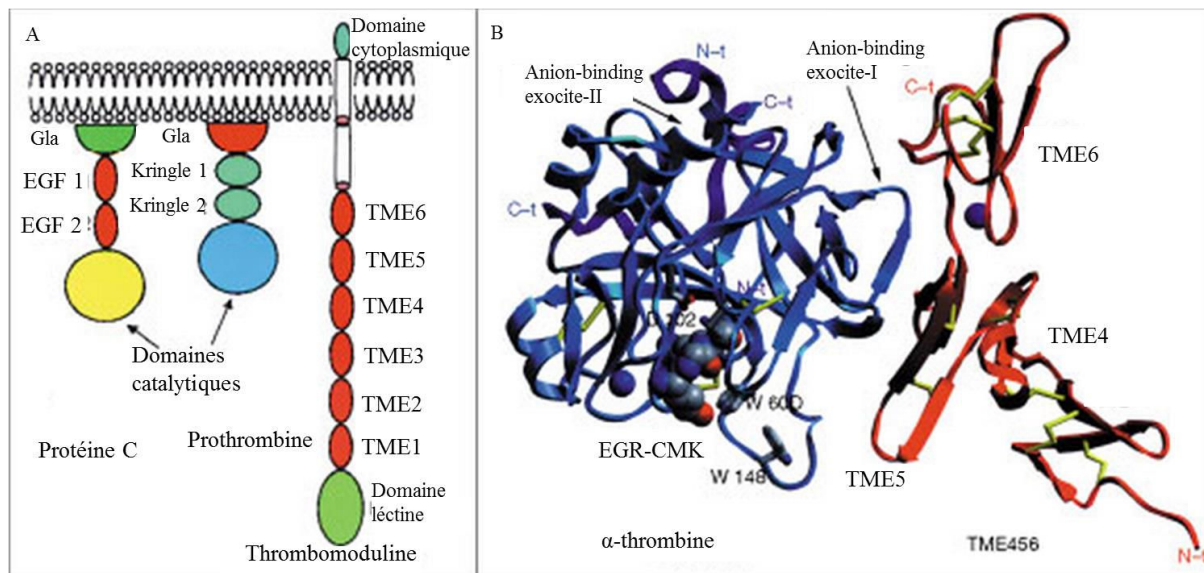 A
Domaine
cytoplasmique
Gla
Gla
EGF 1
Kringle 1
EGF 2
Kringle 2
TME6
TME5
TME4
TME3
TME2
TME1
Domaines
catalytiques
Protéine C
Prothrombine
Domaine
léctine
Thrombomoduline
B
N-t
Anion-binding
exocite-II
Anion-binding
exocite-I
C-t
C-t
C-t
N-t
TME6
TME4
W 60D
EGR-CMK
W 148
TME5
α-thrombine
TME456
N-t